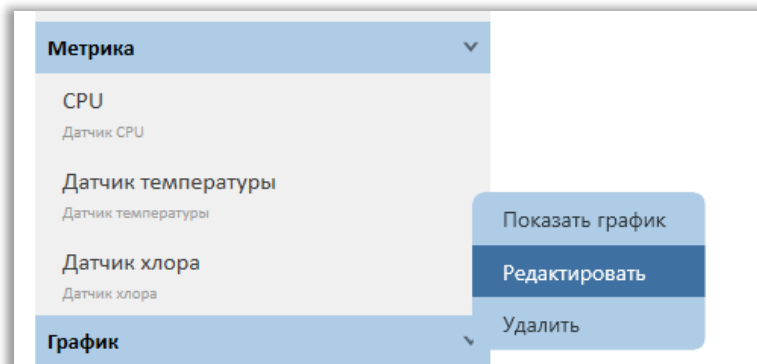 Метрика
CPU
Датчик CPU
Датчик температуры
Датчик температуры
Датчик хлора
Датчик хлора
График
Показать график
Редактировать
Удалить